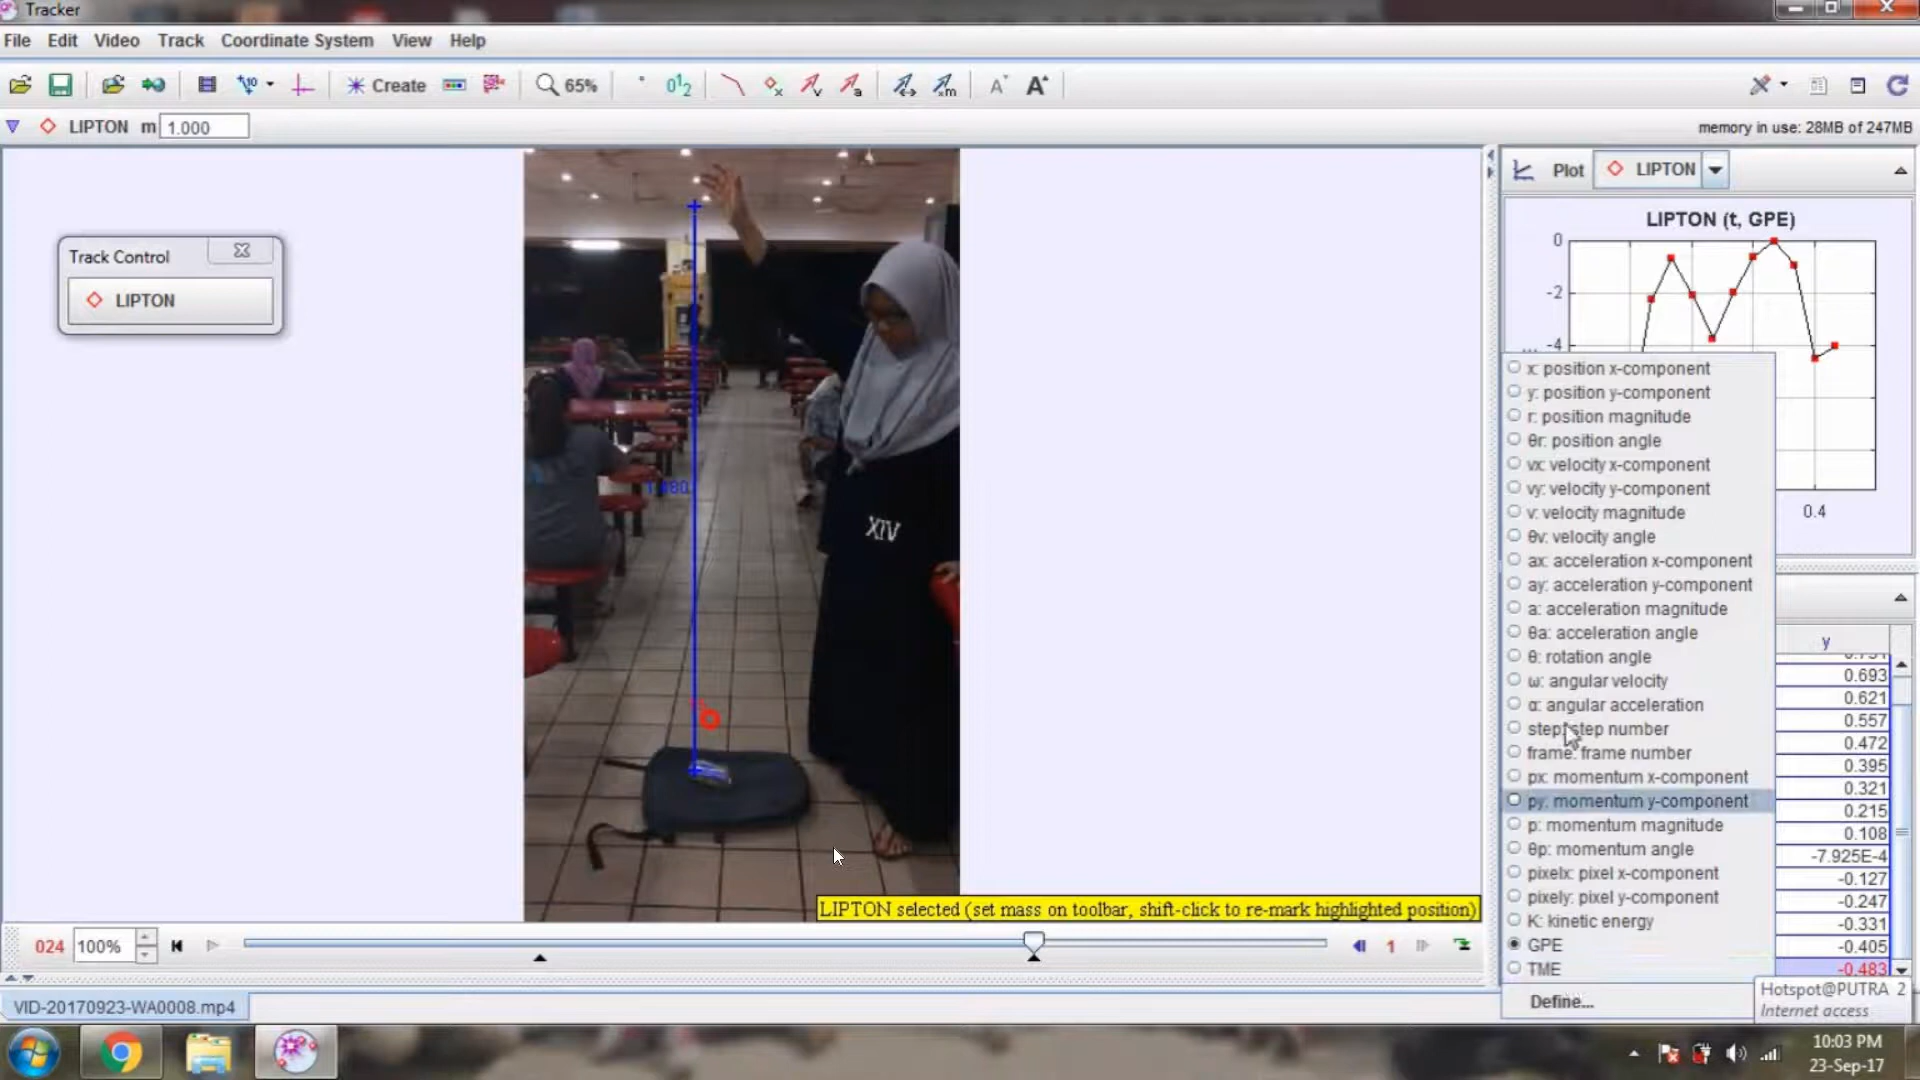 Tracker
File Edit Video Track Coordinate System View Help
Create 65%
LIPTON m 1.000
memory in use: 28MB of 247MB
Plot LIPTON
LIPTON (t, GPE)
0
-2
-4
0.4
Track Control
LIPTON
XIV
x: position x-component
y: position y-component
r: position magnitude
θr: position angle
vx: velocity x-component
vy: velocity y-component
v: velocity magnitude
θv: velocity angle
ax: acceleration x-component
ay: acceleration y-component
a: acceleration magnitude
θa: acceleration angle
θ: rotation angle
ω: angular velocity
α: angular acceleration
step: step number
frame: frame number
px: momentum x-component
py: momentum y-component
p: momentum magnitude
θp: momentum angle
pixelx: pixel x-component
pixely: pixel y-component
K: kinetic energy
GPE
TME
Define...
y
0.693
0.621
0.557
0.472
0.395
0.321
0.215
0.108
-7.925E-4
-0.127
-0.247
-0.331
-0.405
-0.483
LIPTON selected (set mass on toolbar, shift-click to re-mark highlighted position)
024 100% 1
VID-20170923-WA0008.mp4
Hotspot@PUTRA 2
Internet access
10:03 PM
23-Sep-17